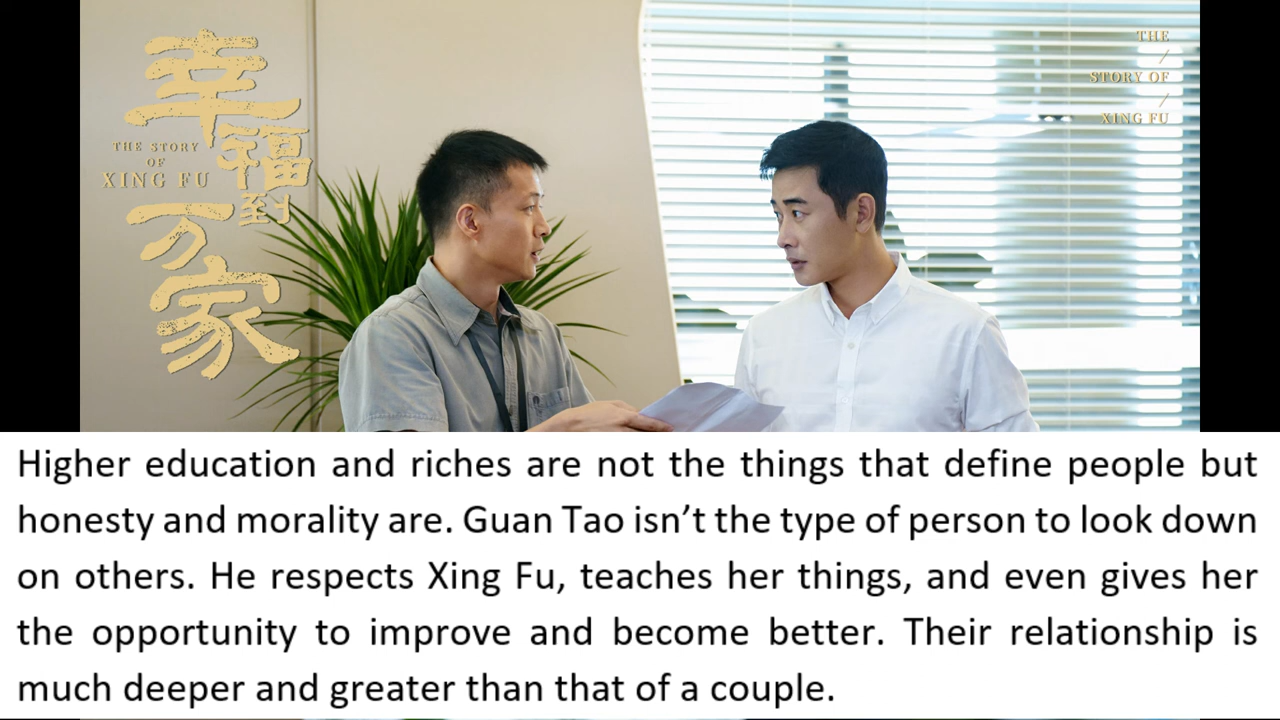 幸福到万家
THE STORY
OF
XING FU
THE
/
STORY OF
/
XING FU
Higher education and riches are not the things that define people but
honesty and morality are. Guan Tao isn’t the type of person to look down
on others. He respects Xing Fu, teaches her things, and even gives her
the opportunity to improve and become better. Their relationship is
much deeper and greater than that of a couple.